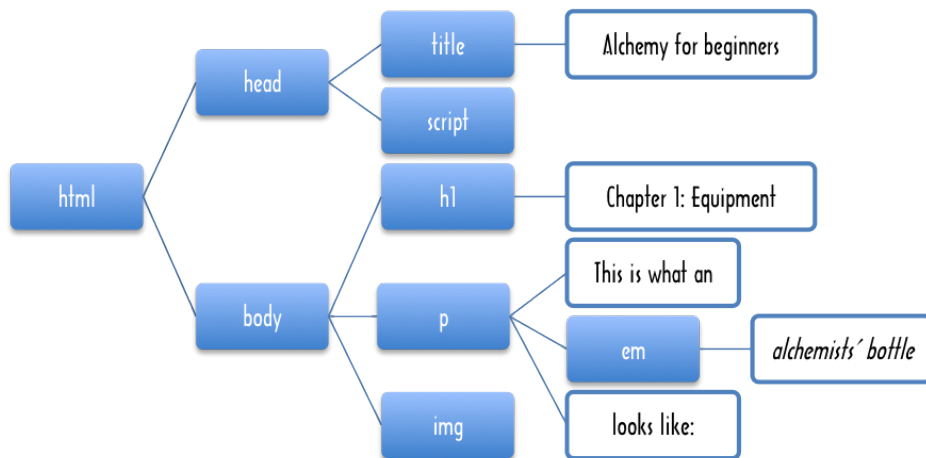 title
Alchemy for beginners
head
script
html
h1
Chapter 1: Equipment
This is what an
body
p
em
alchemists´ bottle
img
looks like: